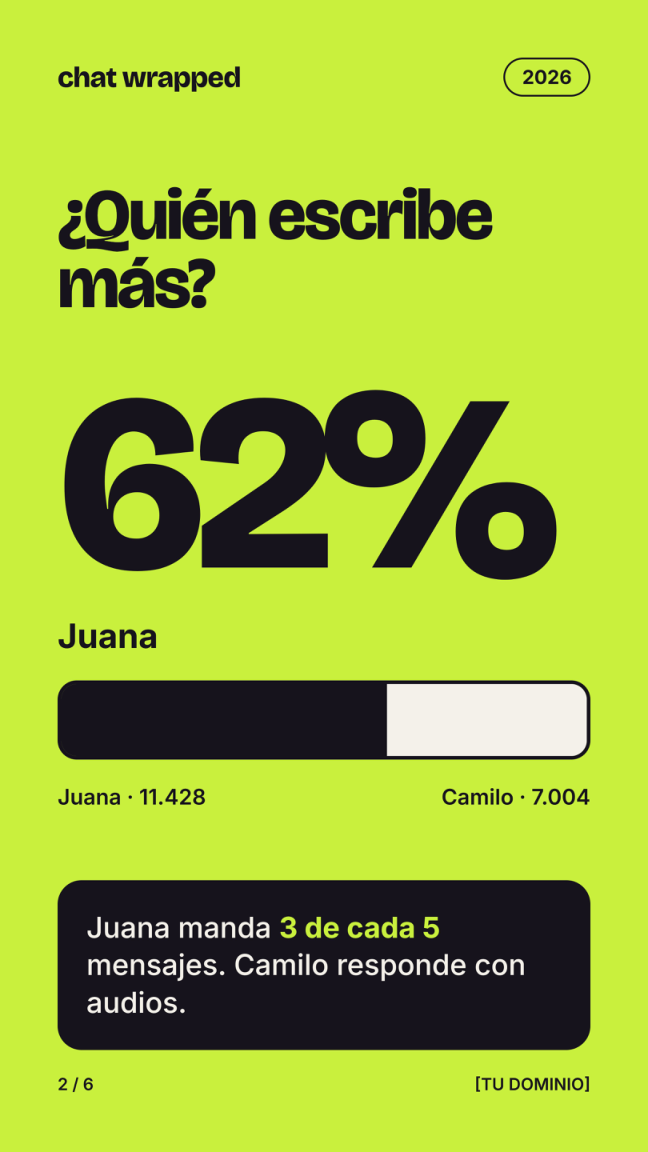 chat wrapped
2026
¿Quién escribe
más?
62%
Juana
Juana · 11.428
Camilo · 7.004
Juana manda 3 de cada 5
mensajes. Camilo responde con
audios.
2 / 6
[TU DOMINIO]